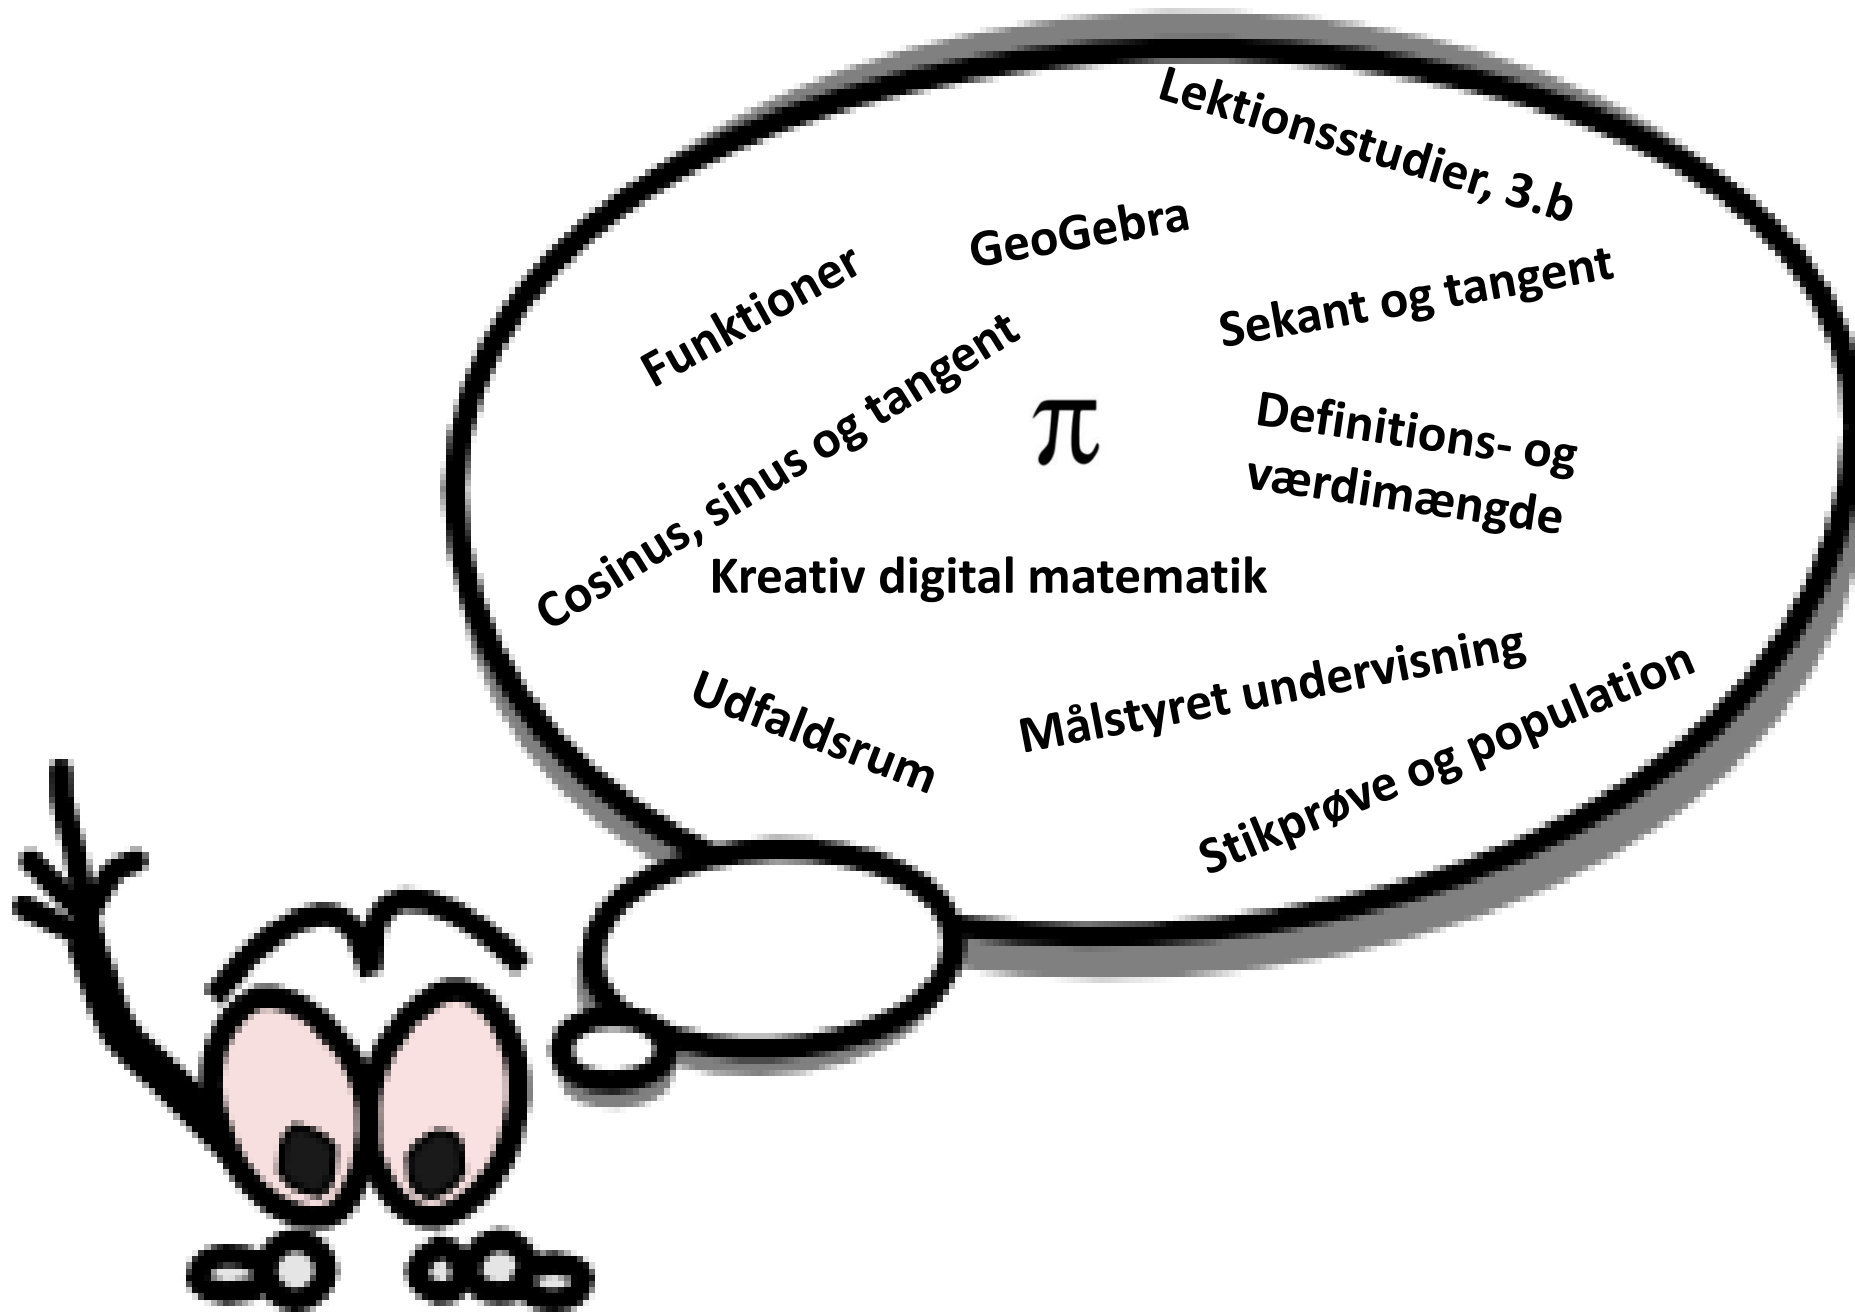 Lektionsstudier, 3.b
GeoGebra
Funktioner
Sekant og tangent
Cosinus, sinus og tangent
π
Definitions- og
værdimængde
Kreativ digital matematik
Målstyret undervisning
Udfaldsrum
Stikprøve og population